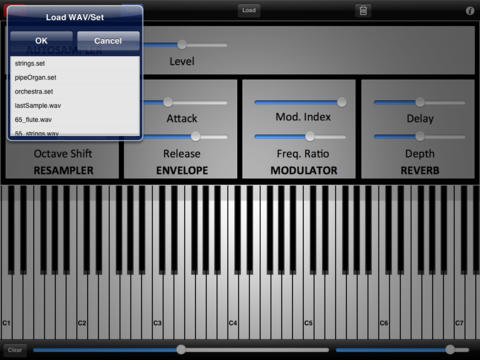 Load
Load WAV/Set
OK
Cancel
strings.set
pipeOrgan.set
orchestra.set
lastSample.wav
65_flute.wav
55_strings.wav
Level
Attack
Mod. Index
Delay
Octave Shift
Release
Freq. Ratio
Depth
RESAMPLER
ENVELOPE
MODULATOR
REVERB
C1
C2
C3
C4
C5
C6
C7
Clear